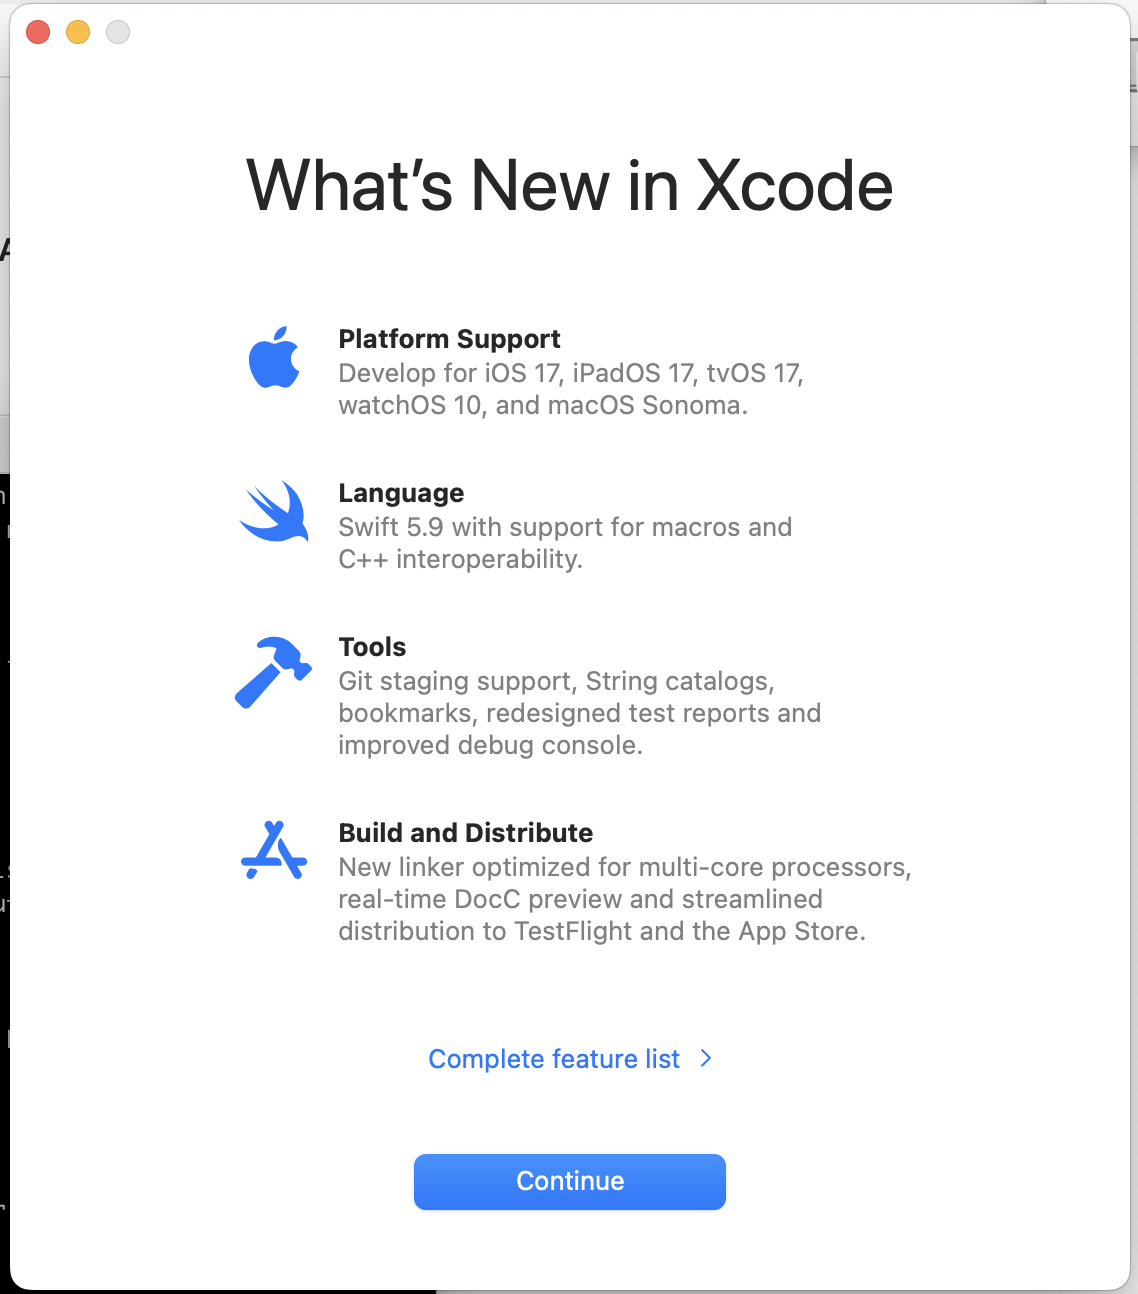 What’s New in Xcode
Platform Support
Develop for iOS 17, iPadOS 17, tvOS 17,
watchOS 10, and macOS Sonoma.
Language
Swift 5.9 with support for macros and
C++ interoperability.
Tools
Git staging support, String catalogs,
bookmarks, redesigned test reports and
improved debug console.
Build and Distribute
New linker optimized for multi-core processors,
real-time DocC preview and streamlined
distribution to TestFlight and the App Store.
Complete feature list
Continue